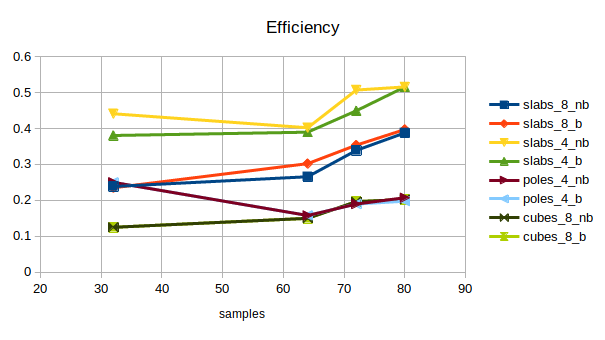 Efficiency
0.6
0.5
0.4
0.3
0.2
0.1
0
20 30 40 50 60 70 80 90
samples
slabs_8_nb
slabs_8_b
slabs_4_nb
slabs_4_b
poles_4_nb
poles_4_b
cubes_8_nb
cubes_8_b